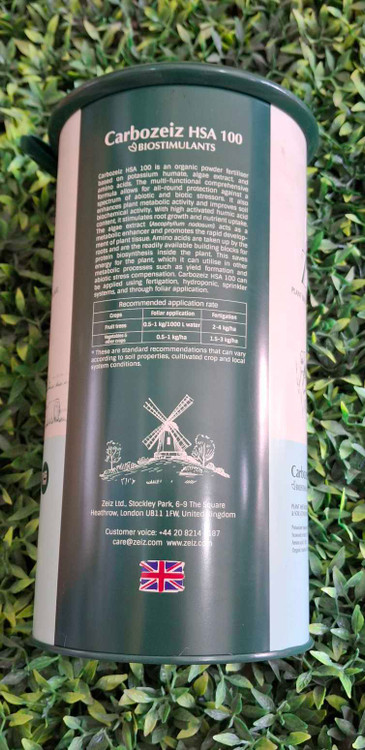 Carbozeiz HSA 100
BIOSTIMULANTS
Carbozeiz HSA 100 is an organic powder fertiliser
based on potassium humate, algae extract, and
amino acids. The multi-functional comprehensive
formula allows for all-round protection against a
spectrum of abiotic and biotic stressors. It also
enhances plant metabolic activity and improves soil
biochemical activity. With high activated humic acid
content, it stimulates root growth and nutrient uptake.
The algae extract (Ascophyllum nodosum) acts as a
metabolic enhancer and promotes the rapid develop-
ment of plant tissue. Amino acids are taken up by the
roots and are the readily available building blocks for
protein biosynthesis inside the plant. This saves
energy for the plant, which it can utilise in other
metabolic processes such as yield formation and
abiotic stress compensation. Carbozeiz HSA 100 can
be applied using fertigation, hydroponic, sprinkler
systems, and through foliar application.
Recommended application rate
Crops Foliar application Fertigation
Fruit trees 0.5-1 kg/1000 L water 2-4 kg/ha
Vegetables & other crops 0.5-1 kg/ha 1.5-3 kg/ha
* These are standard recommendations that can vary
according to soil properties, cultivated crop and local
system conditions.
Zeiz Ltd., Stockley Park, 6-9 The Square
Heathrow, London UB11 1FW, United Kingdom
Customer voice: +44 20 8214
care@zeiz.com www.zeiz.com